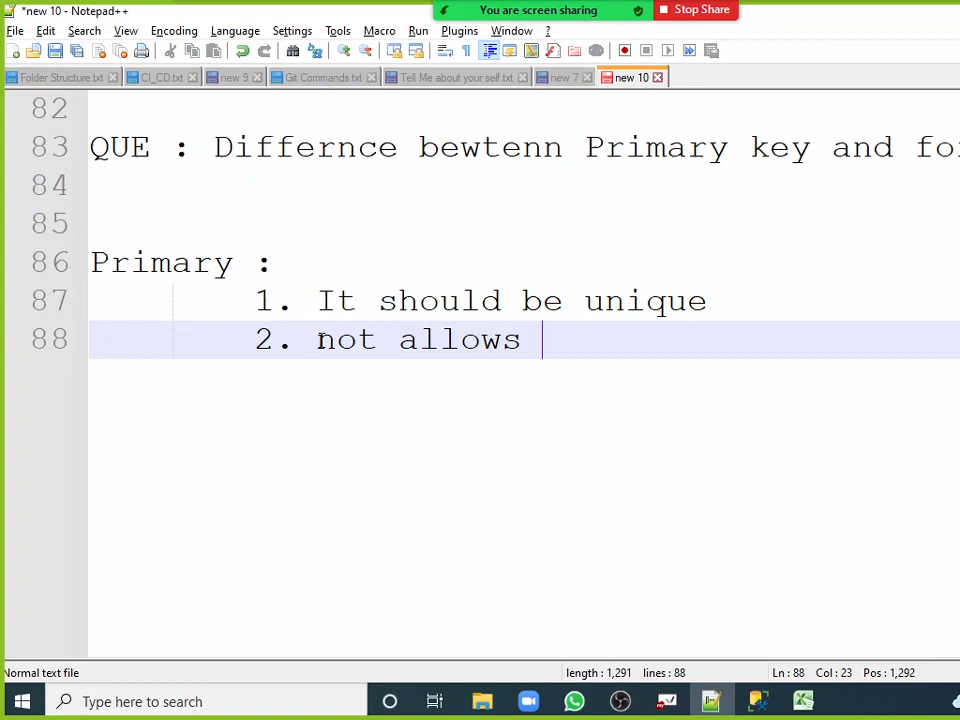 *new 10 - Notepad++
You are screen sharing
Stop Share
File Edit Search View Encoding Language Settings Tools Macro Run Plugins Window ?
Folder Structure.txt CI_CD.txt new 9 Git Commands.txt Tell Me about your self.txt new 7 new 10
82
83 QUE : Differnce bewtenn Primary key and fo
84
85
86 Primary :
87 1. It should be unique
88 2. not allows
Normal text file length : 1,291 lines : 88 Ln : 88 Col : 23 Pos : 1,292
Type here to search